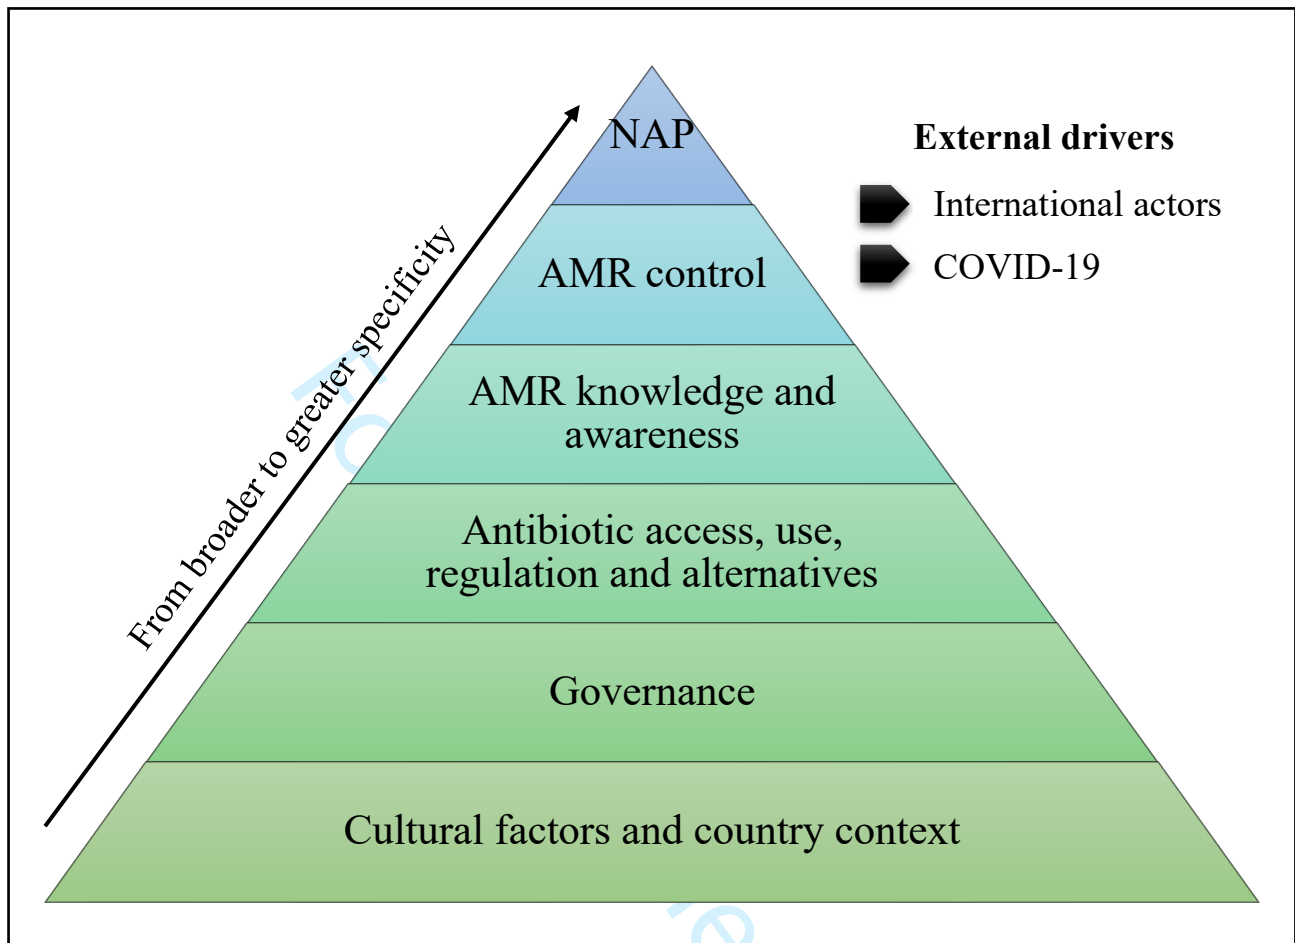 NAP
AMR control
AMR knowledge and
awareness
Antibiotic access, use,
regulation and alternatives
Governance
Cultural factors and country context
From broader to greater specificity
External drivers
International actors
COVID-19